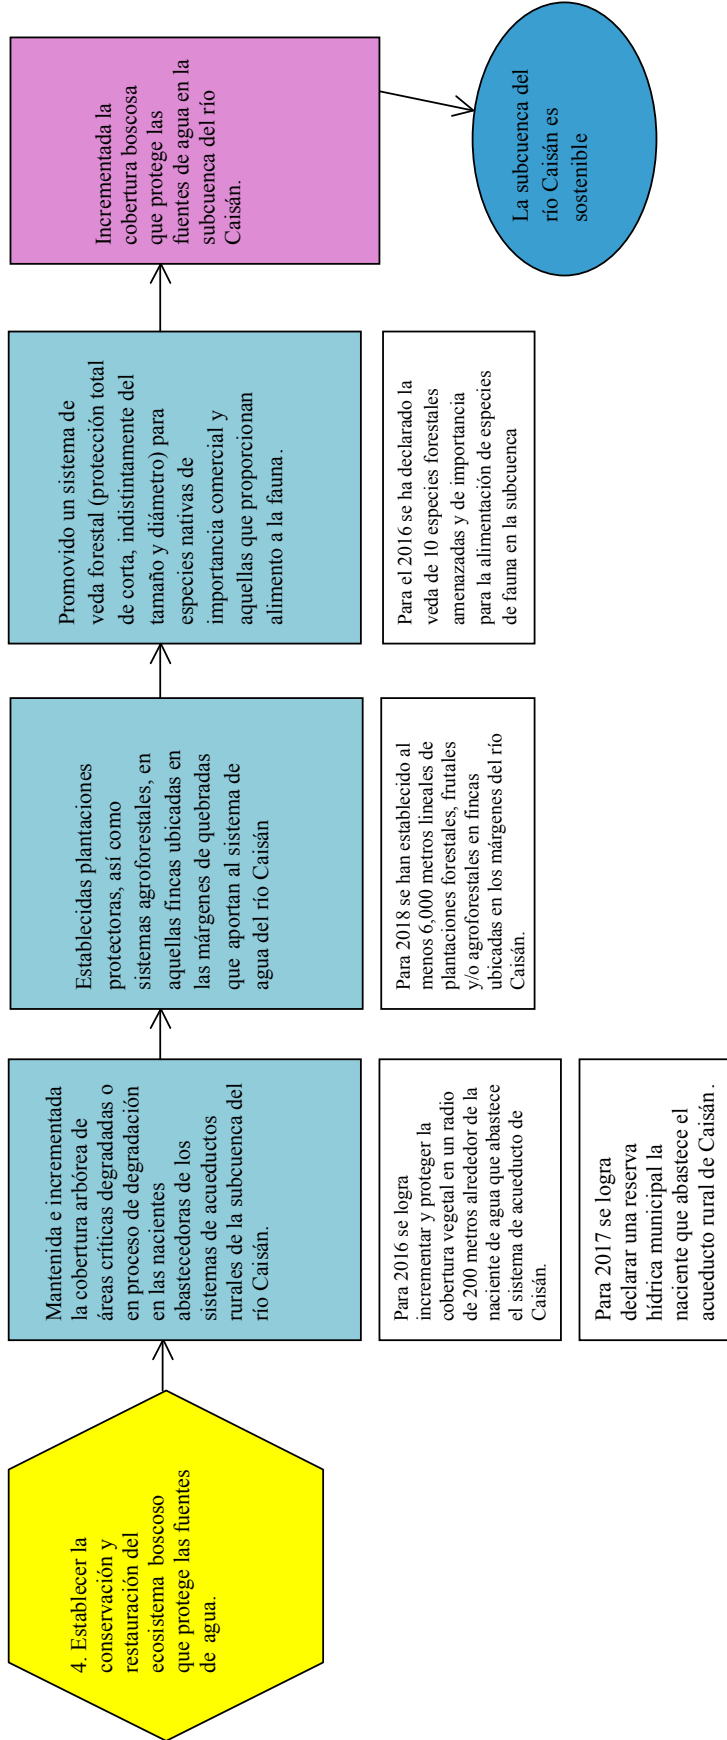 4. Establecer la
conservación y
restauración del
ecosistema boscoso
que protege las fuentes
de agua.
Mantenida e incrementada
la cobertura arbórea de
áreas críticas degradadas o
en proceso de degradación
en las nacientes
abastecedoras de los
sistemas de acueductos
rurales de la subcuenca del
río Caisán.
Para 2016 se logra
incrementar y proteger la
cobertura vegetal en un radio
de 200 metros alrededor de la
naciente de agua que abastece
el sistema de acueducto de
Caisán.
Para 2017 se logra
declarar una reserva
hídrica municipal la
naciente que abastece el
acueducto rural de Caisán .
Establecidas plantaciones
protectoras, así como
sistemas agroforestales, en
aquellas fincas ubicadas en
las márgenes de quebradas
que aportan al sistema de
agua del río Caisán
Para 2018 se han establecido al
menos 6,000 metros lineales de
plantaciones forestales, frutales
y/o agroforestales en fincas
ubicadas en los márgenes del río
Caisán.
Promovido un sistema de
veda forestal (protección total
de corta, indistintamente del
tamaño y diámetro) para
especies nativas de
importancia comercial y
aquellas que proporcionan
alimento a la fauna.
Para el 2016 se ha declarado la
veda de 10 especies forestales
amenazadas y de importancia
para la alimentación de especies
de fauna en la subcuenca
Incrementada la
cobertura boscosa
que protege las
fuentes de agua en la
subcuenca del río
Caisán.
La subcuenca del
río Caisán es
sostenible